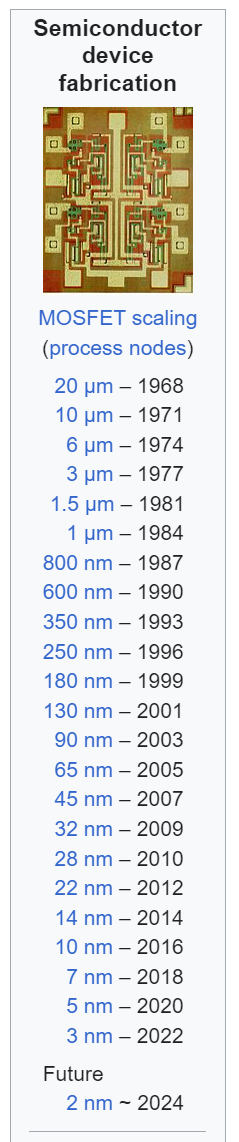 Semiconductor
device
fabrication
MOSFET scaling
(process nodes)
20 μm – 1968
10 μm – 1971
6 μm – 1974
3 μm – 1977
1.5 μm – 1981
1 μm – 1984
800 nm – 1987
600 nm – 1990
350 nm – 1993
250 nm – 1996
180 nm – 1999
130 nm – 2001
90 nm – 2003
65 nm – 2005
45 nm – 2007
32 nm – 2009
28 nm – 2010
22 nm – 2012
14 nm – 2014
10 nm – 2016
7 nm – 2018
5 nm – 2020
3 nm – 2022
Future
2 nm ~ 2024